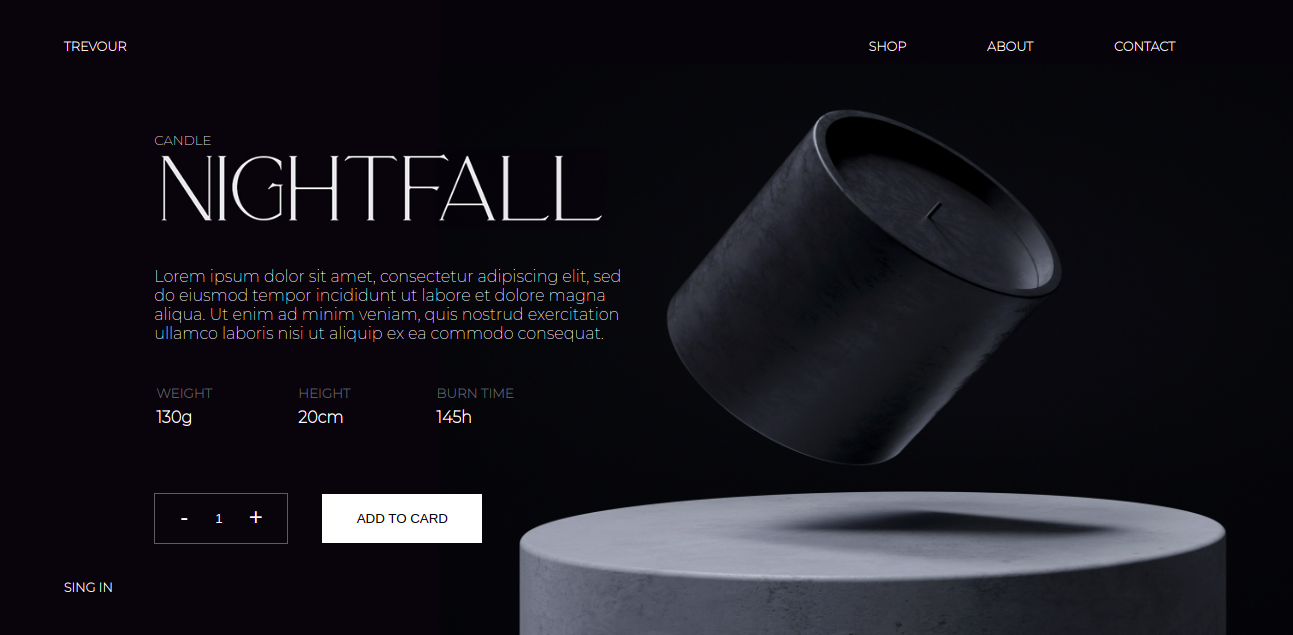 TREVOUR
SHOP
ABOUT
CONTACT
CANDLE
NIGHTFALL
Lorem ipsum dolor sit amet, consectetur adipiscing elit, sed
do eiusmod tempor incididunt ut labore et dolore magna
aliqua. Ut enim ad minim veniam, quis nostrud exercitation
ullamco laboris nisi ut aliquip ex ea commodo consequat.
WEIGHT
HEIGHT
BURN TIME
130g
20cm
145h
- 1 +
ADD TO CARD
SING IN